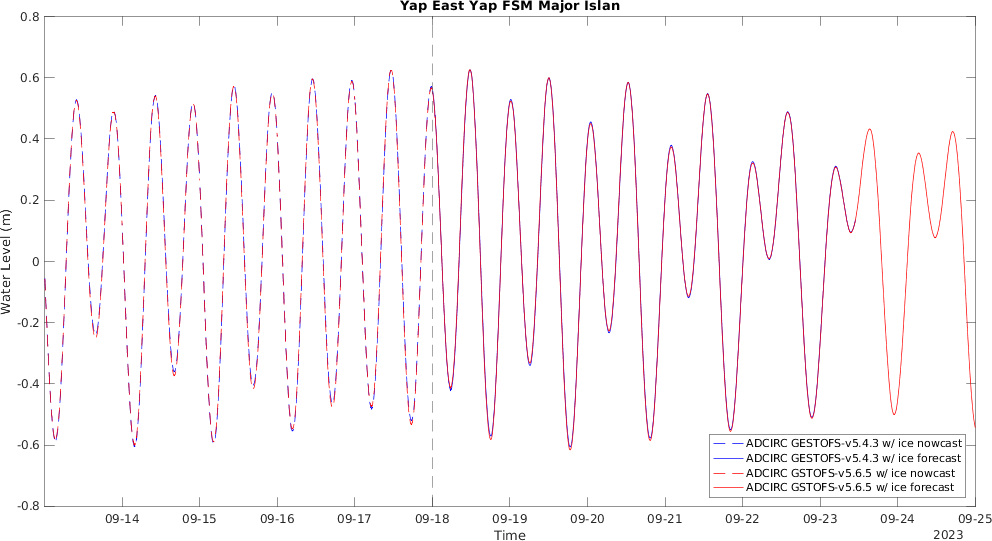 Yap East Yap FSM Major Islan
0.8
0.6
0.4
0.2
0
-0.2
-0.4
-0.6
-0.8
Water Level (m)
ADCIRC GESTOFS-v5.4.3 w/ ice nowcast
ADCIRC GESTOFS-v5.4.3 w/ ice forecast
ADCIRC GSTOFS-v5.6.5 w/ ice nowcast
ADCIRC GSTOFS-v5.6.5 w/ ice forecast
09-14 09-15 09-16 09-17 09-18 09-19 09-20 09-21 09-22 09-23 09-24 09-25
Time
2023